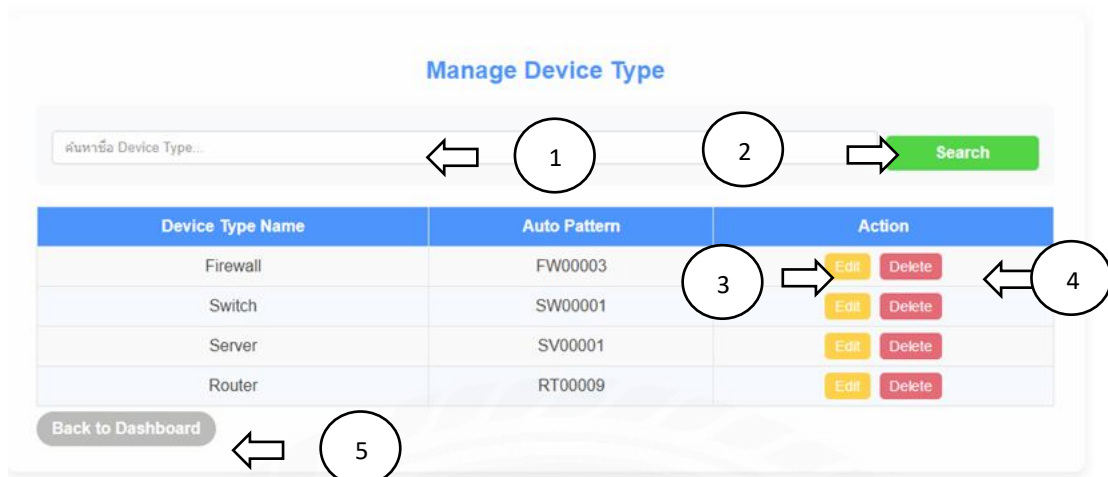 Manage Device Type
ค้นหาชื่อ Device Type...
1
2
Search
Device Type Name Auto Pattern Action
Firewall FW00003 3 Edit Delete 4
Switch SW00001 Edit Delete
Server SV00001 Edit Delete
Router RT00009 Edit Delete
Back to Dashboard
5